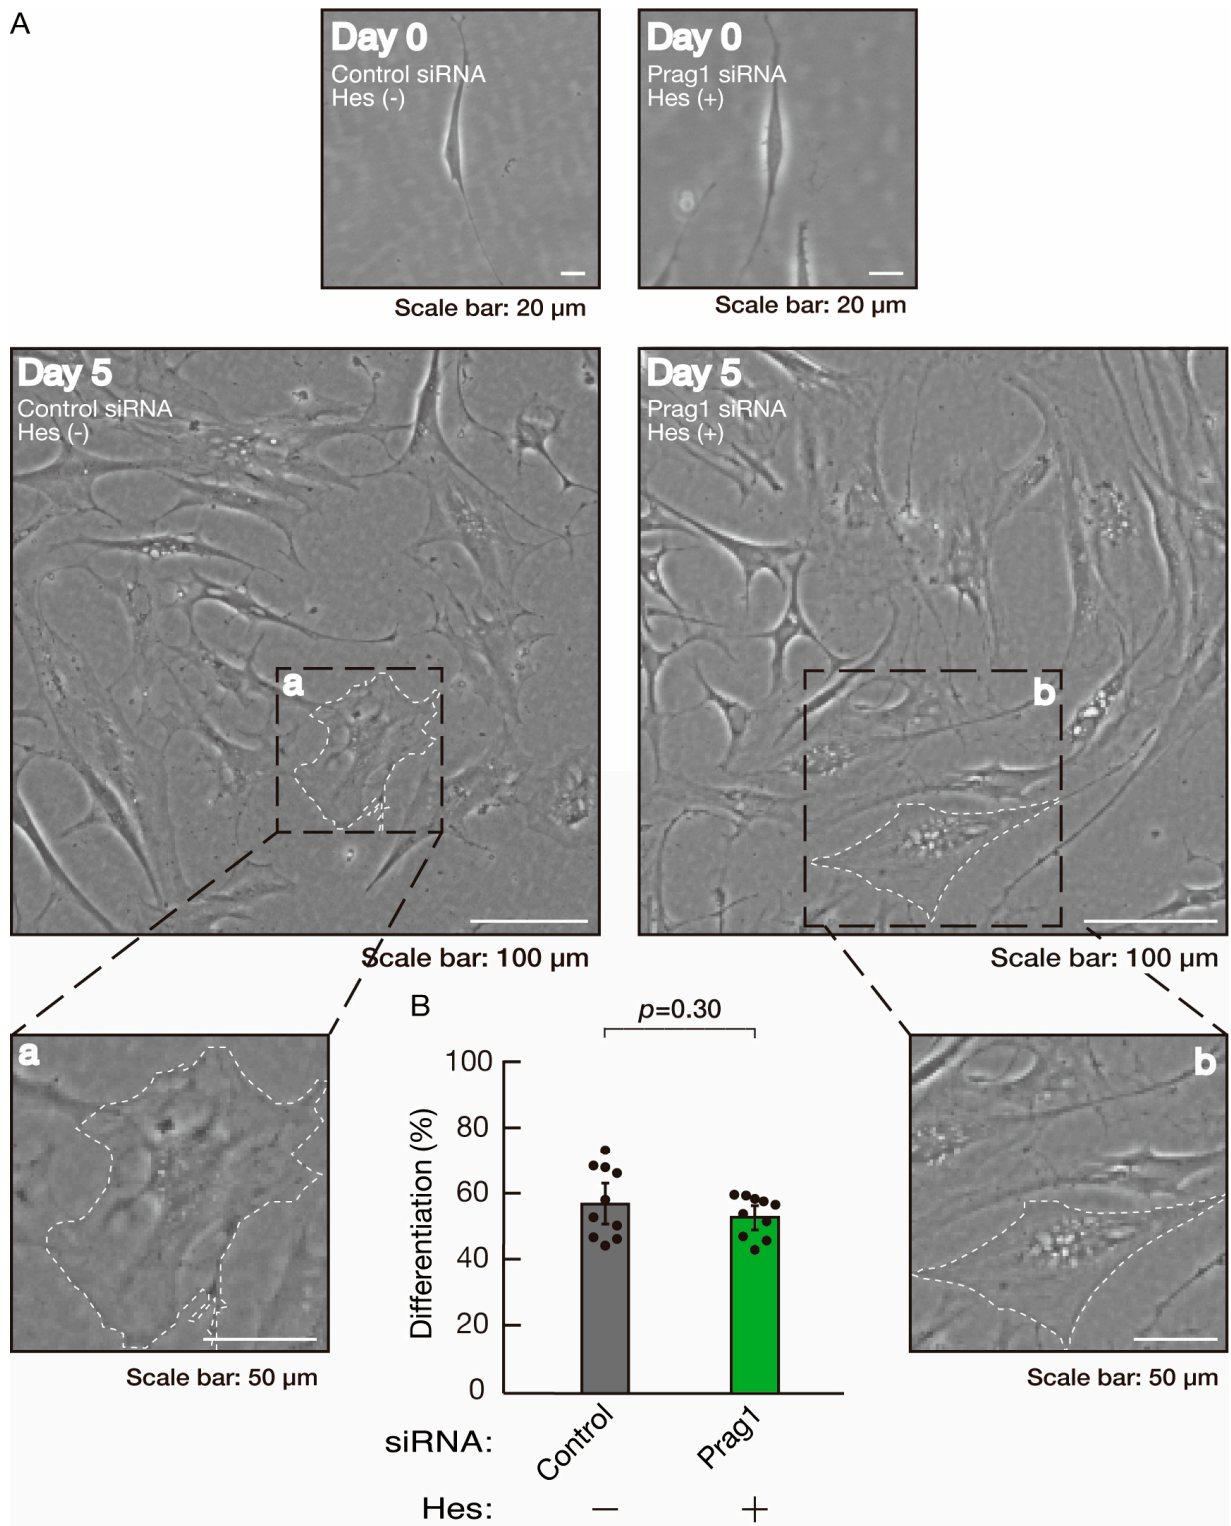 A
Day 0
Control siRNA
Hes (-)
Day 0
Prag1 siRNA
Hes (+)
Scale bar: 20 µm
Scale bar: 20 µm
Day 5
Control siRNA
Hes (-)
a
Day 5
Prag1 siRNA
Hes (+)
b
Scale bar: 100 µm
Scale bar: 100 µm
a
Scale bar: 50 µm
B
p=0.30
Differentiation (%)
100
80
60
40
20
0
siRNA:
Control
Prag1
Hes:
−
+
b
Scale bar: 50 µm